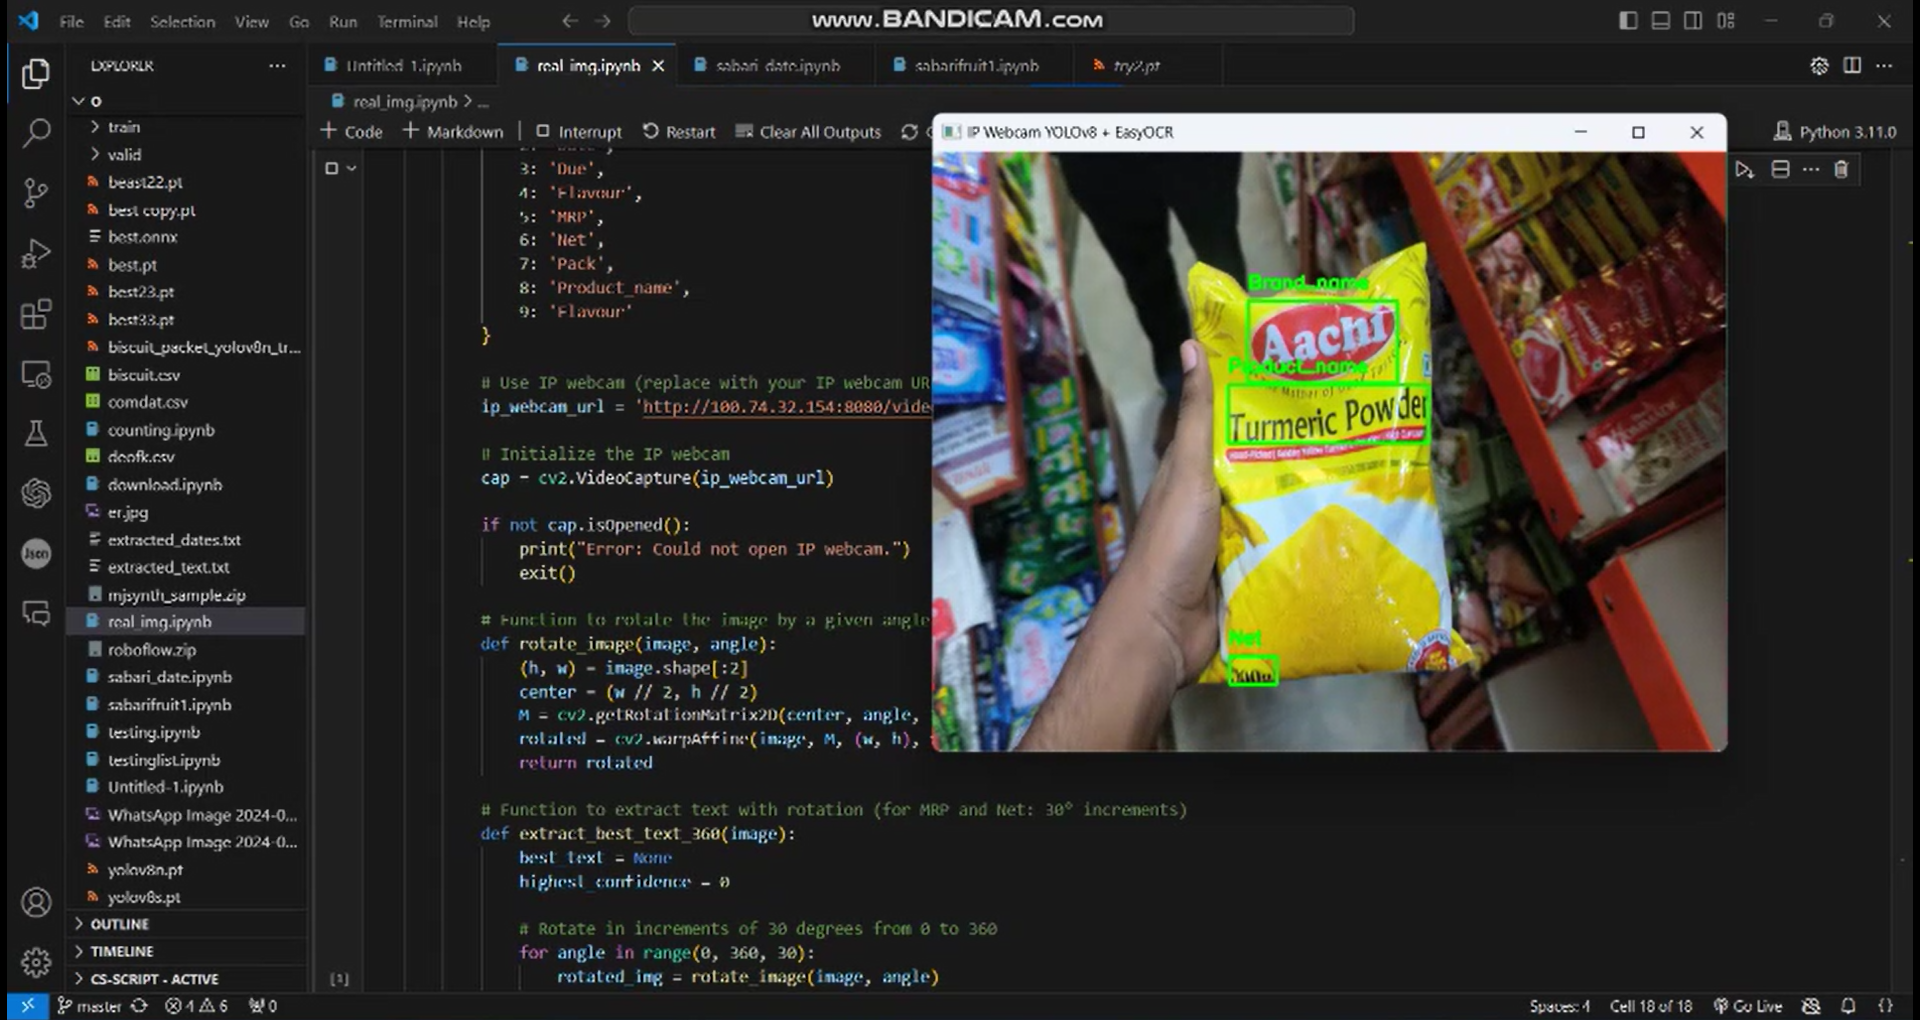 File Edit Selection View Go Run Terminal Help
www.BANDICAM.com
EXPLORER
Untitled-1.ipynb
real_img.ipynb
sabari_date.ipynb
sabarifruit1.ipynb
try2.pt
real_img.ipynb > ...
+ Code + Markdown Interrupt Restart Clear All Outputs
Python 3.11.0
O
train
valid
beast22.pt
best copy.pt
best.onnx
best.pt
best23.pt
best33.pt
biscuit_packet_yolov8n_tr...
biscuit.csv
comdat.csv
counting.ipynb
deofk.csv
download.ipynb
er.jpg
extracted_dates.txt
extracted_text.txt
mjsynth_sample.zip
real_img.ipynb
roboflow.zip
sabari_date.ipynb
sabarifruit1.ipynb
testing.ipynb
testinglist.ipynb
Untitled-1.ipynb
WhatsApp Image 2024-0...
WhatsApp Image 2024-0...
yolov8n.pt
yolov8s.pt
OUTLINE
TIMELINE
CS-SCRIPT - ACTIVE
Json
3: 'Due',
4: 'Flavour',
5: 'MRP',
6: 'Net',
7: 'Pack',
8: 'Product_name',
9: 'Flavour'
}
# Use IP webcam (replace with your IP webcam UR
ip_webcam_url = 'http://100.74.32.154:8080/vide
# Initialize the IP webcam
cap = cv2.VideoCapture(ip_webcam_url)
if not cap.isOpened():
print("Error: Could not open IP webcam.")
exit()
# Function to rotate the image by a given angle
def rotate_image(image, angle):
(h, w) = image.shape[:2]
center = (w // 2, h // 2)
M = cv2.getRotationMatrix2D(center, angle,
rotated = cv2.warpAffine(image, M, (w, h),
return rotated
# Function to extract text with rotation (for MRP and Net: 30° increments)
def extract_best_text_360(image):
best_text = None
highest_confidence = 0
# Rotate in increments of 30 degrees from 0 to 360
for angle in range(0, 360, 30):
rotated_img = rotate_image(image, angle)
[1]
IP Webcam YOLOv8 + EasyOCR
Brand_name
Aachi
Product_name
Turmeric Powder
Net
master 4 6 0
Spaces: 4 Cell 18 of 18 Go Live